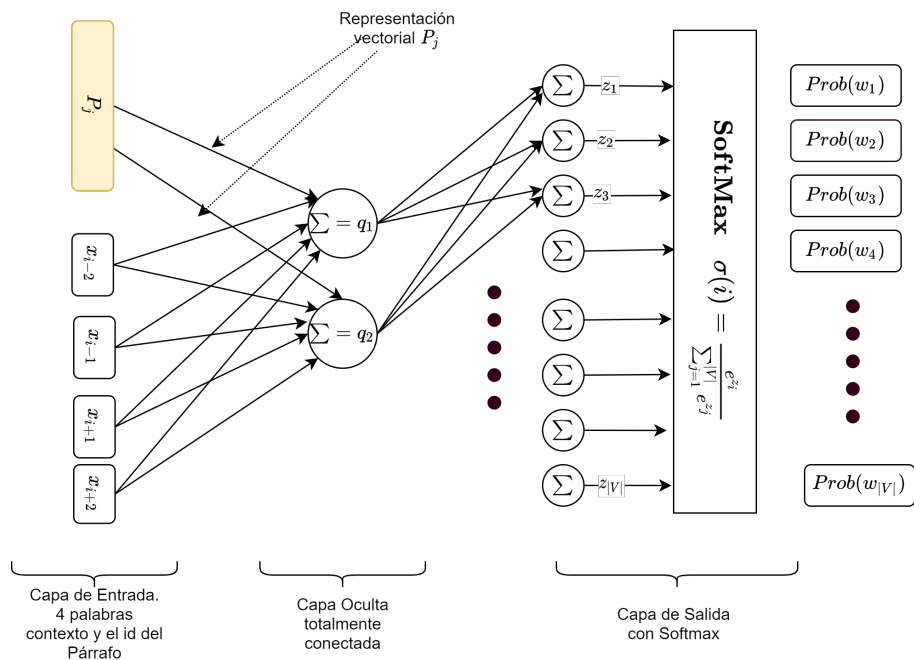 Representación
vectorial P_j
P_j
x_{i-2}
x_{i-1}
x_{i+1}
x_{i+2}
∑ = q_1
∑ = q_2
∑ z_1
∑ z_2
∑ z_3
∑
∑
∑
∑
∑ z_{|V|}
SoftMax σ(i) = \frac{e^{z_i}}{\sum_{j=1}^{|V|} e^{z_j}}
Prob(w_1)
Prob(w_2)
Prob(w_3)
Prob(w_4)
Prob(w_{|V|})
Capa de Entrada.
4 palabras
contexto y el id del
Párrafo
Capa Oculta
totalmente
conectada
Capa de Salida
con Softmax